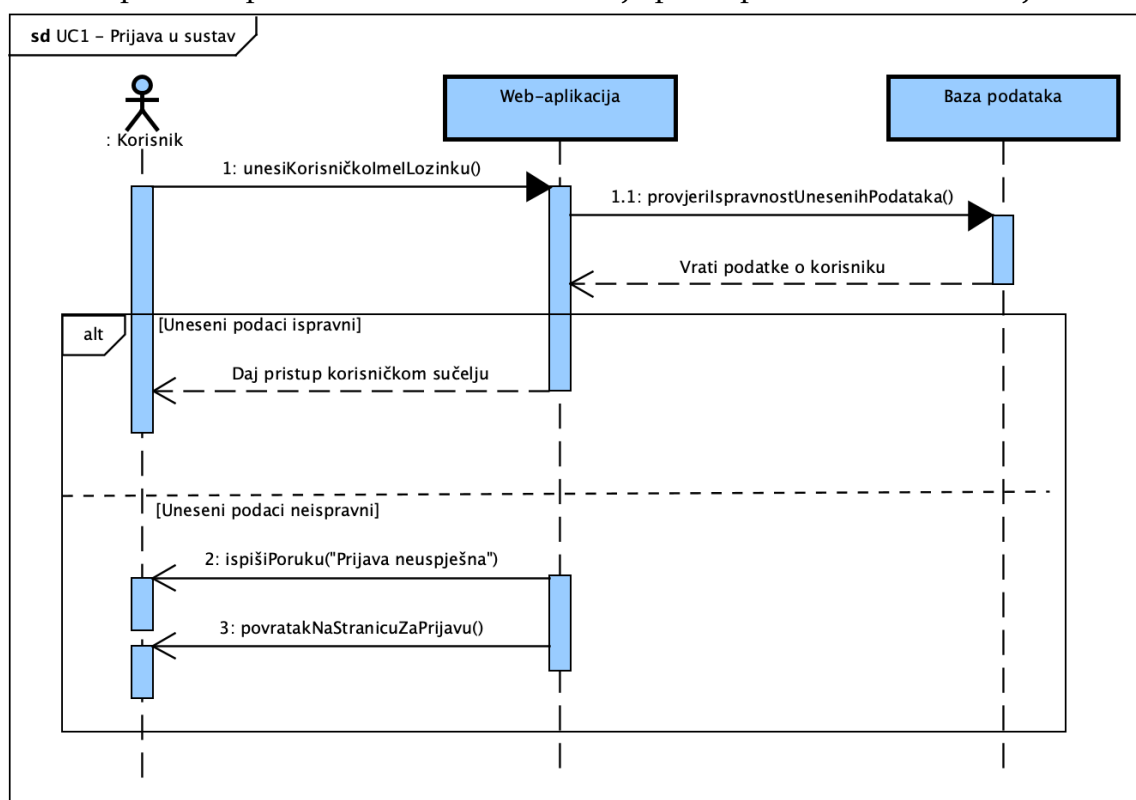 sd UC1 – Prijava u sustav
: Korisnik
Web-aplikacija
Baza podataka
1: unesiKorisničkoImeILozinku()
1.1: provjeriIspravnostUnesenihPodataka()
Vrati podatke o korisniku
alt
[Uneseni podaci ispravni]
Daj pristup korisničkom sučelju
[Uneseni podaci neispravni]
2: ispišiPoruku("Prijava neuspješna")
3: povratakNaStranicuZaPrijavu()